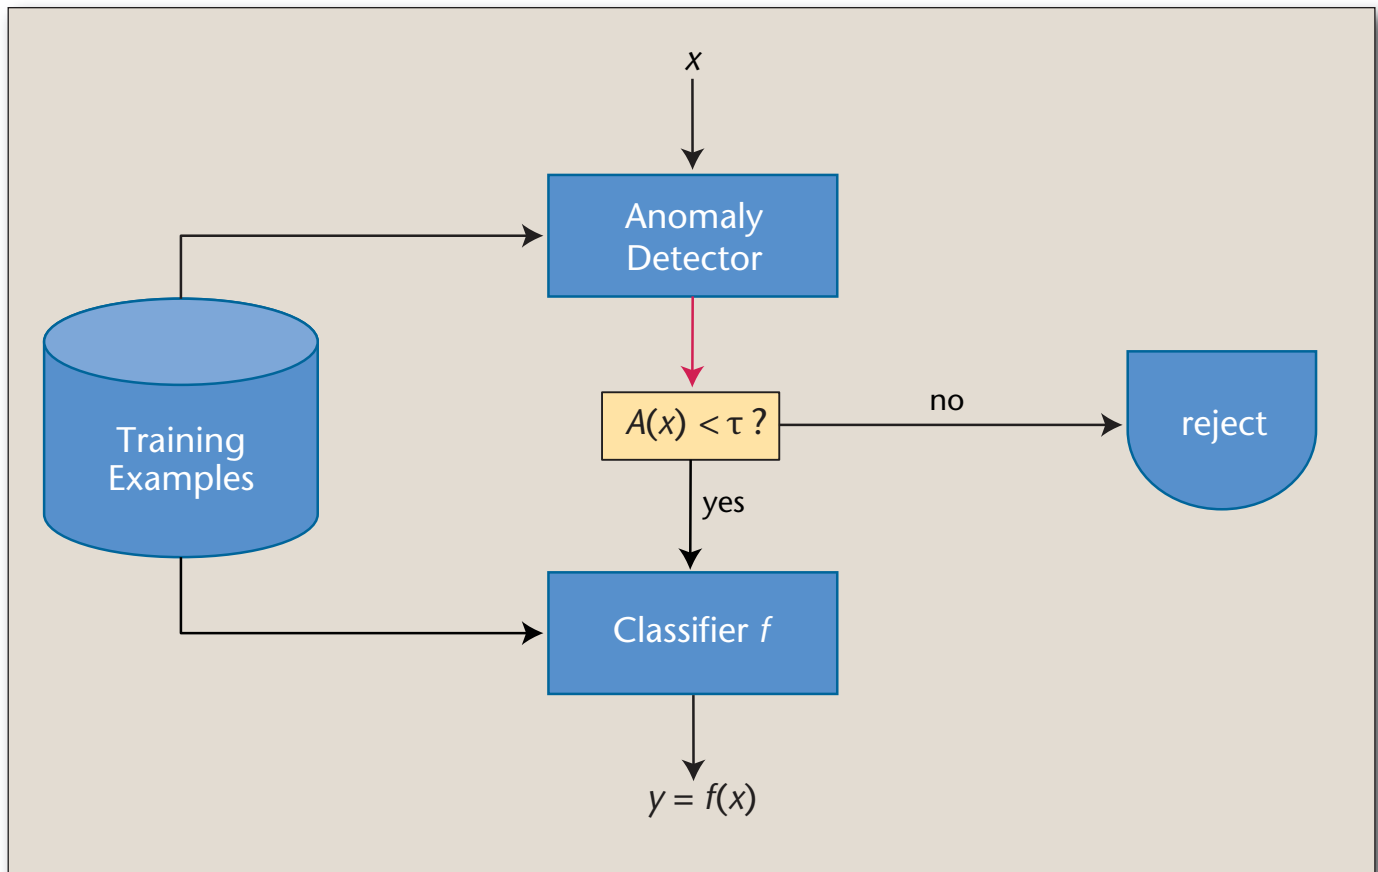 x
Anomaly
Detector
A(x) < τ ?
no
reject
Training
Examples
yes
Classifier f
y = f(x)